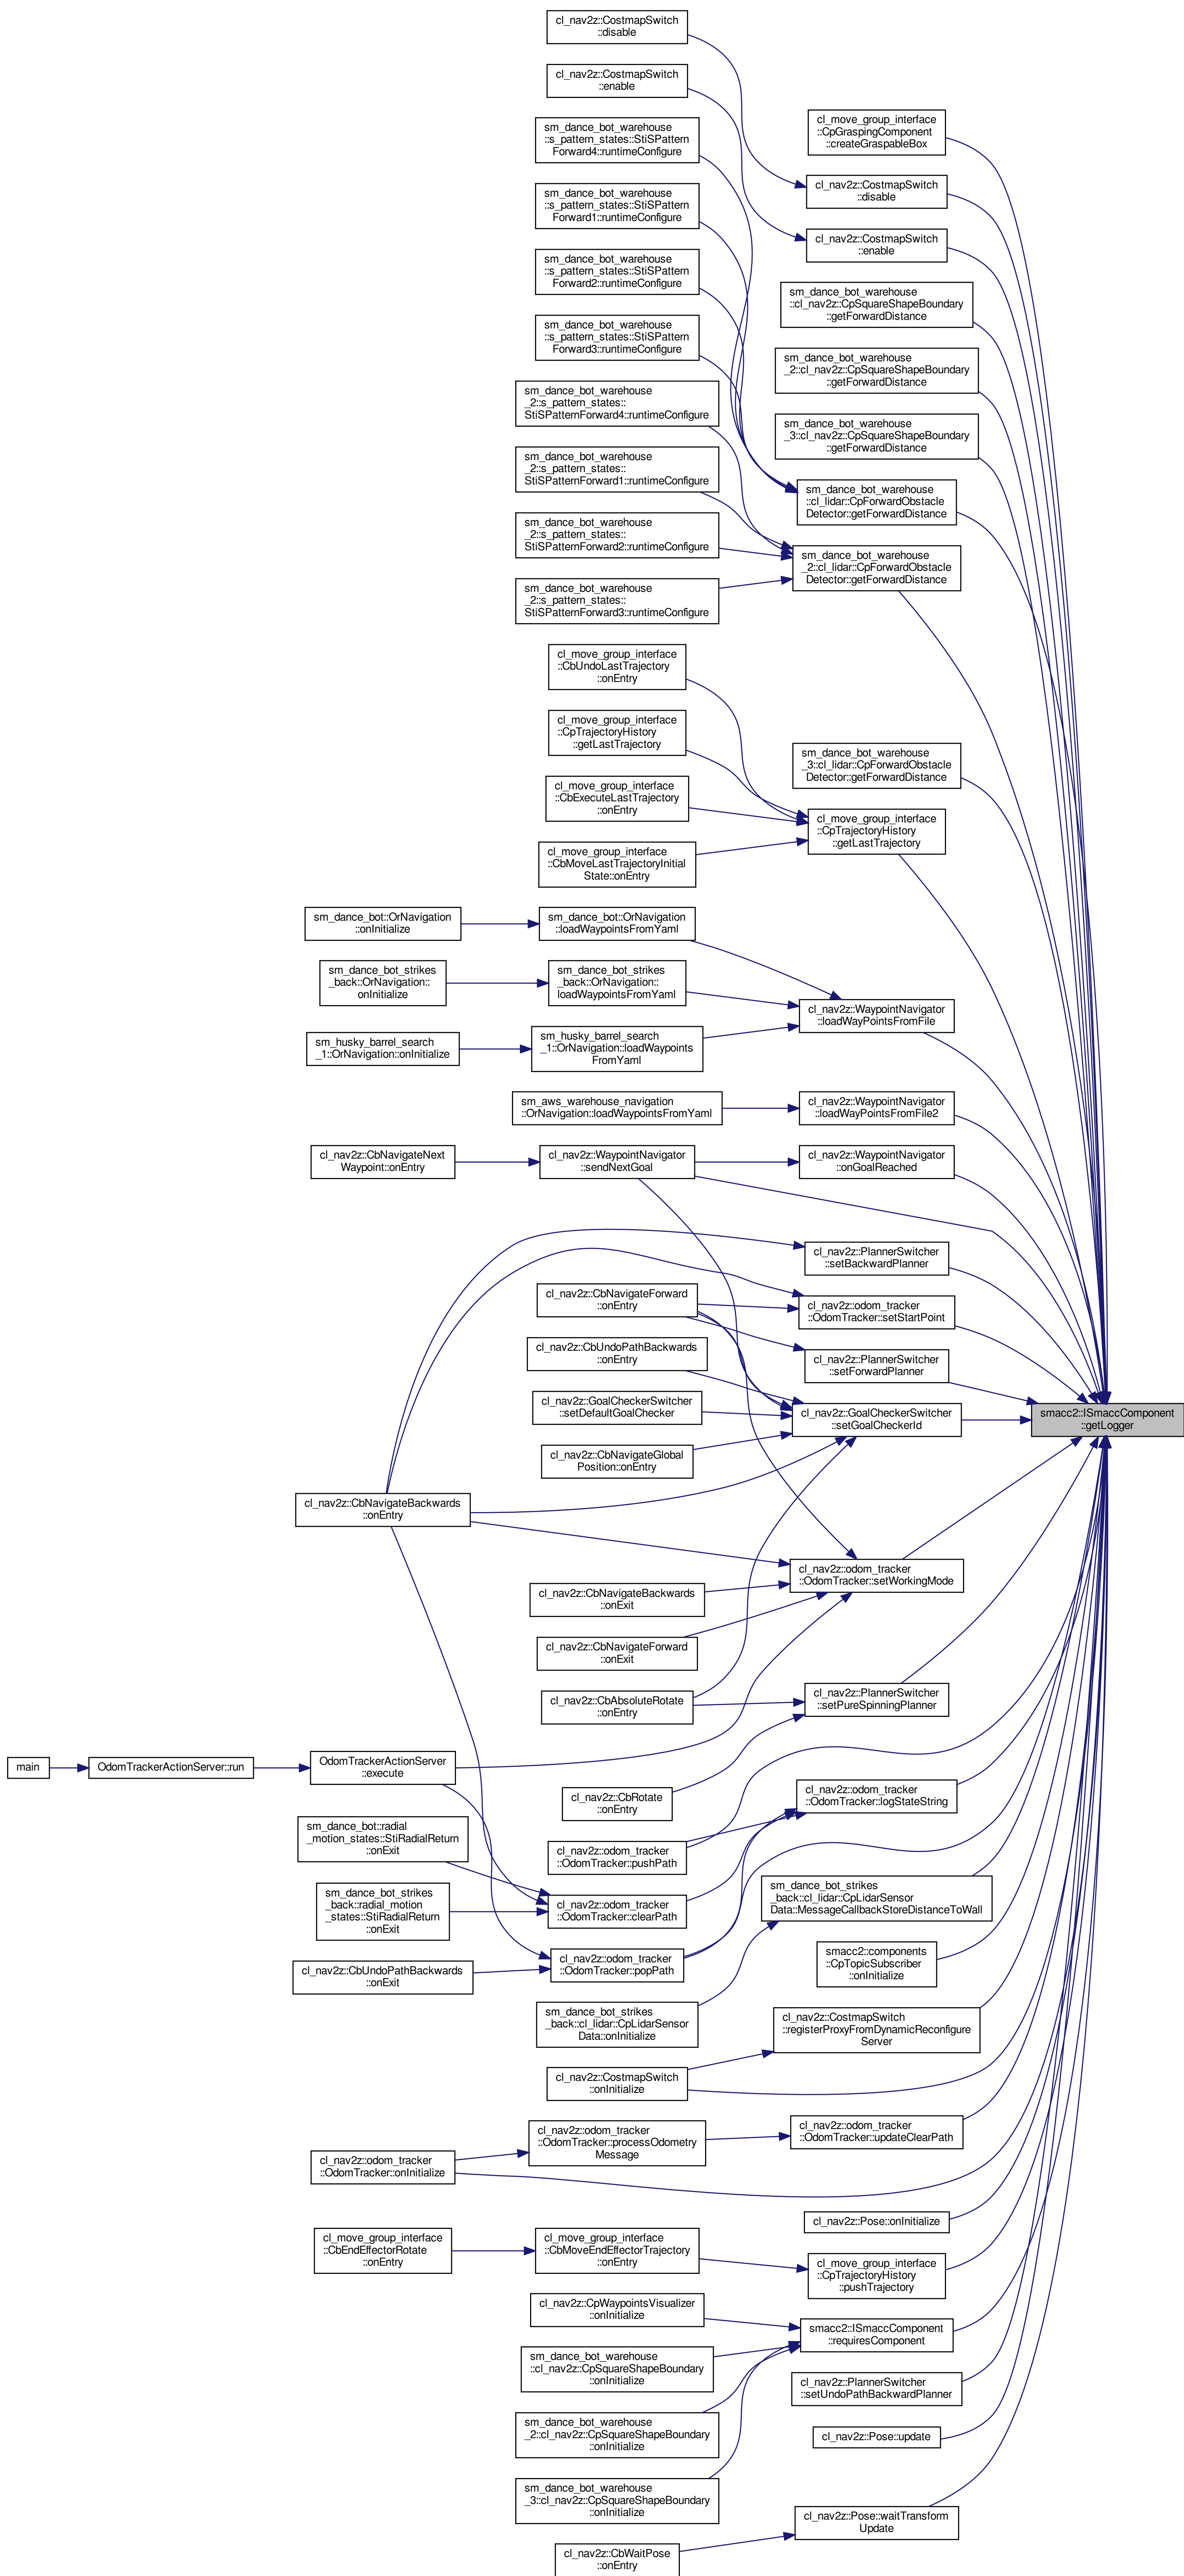 cl_nav2z::CostmapSwitch
::disable
cl_nav2z::CostmapSwitch
::enable
sm_dance_bot_warehouse
::s_pattern_states::StiSPattern
Forward4::runtimeConfigure
sm_dance_bot_warehouse
::s_pattern_states::StiSPattern
Forward1::runtimeConfigure
sm_dance_bot_warehouse
::s_pattern_states::StiSPattern
Forward2::runtimeConfigure
sm_dance_bot_warehouse
::s_pattern_states::StiSPattern
Forward3::runtimeConfigure
sm_dance_bot_warehouse
_2::s_pattern_states::
StiSPatternForward4::runtimeConfigure
sm_dance_bot_warehouse
_2::s_pattern_states::
StiSPatternForward1::runtimeConfigure
sm_dance_bot_warehouse
_2::s_pattern_states::
StiSPatternForward2::runtimeConfigure
sm_dance_bot_warehouse
_2::s_pattern_states::
StiSPatternForward3::runtimeConfigure
cl_move_group_interface
::CpGraspingComponent
::createGraspableBox
cl_nav2z::CostmapSwitch
::disable
cl_nav2z::CostmapSwitch
::enable
sm_dance_bot_warehouse
::cl_nav2z::CpSquareShapeBoundary
::getForwardDistance
sm_dance_bot_warehouse
_2::cl_nav2z::CpSquareShapeBoundary
::getForwardDistance
sm_dance_bot_warehouse
_3::cl_nav2z::CpSquareShapeBoundary
::getForwardDistance
sm_dance_bot_warehouse
::cl_lidar::CpForwardObstacle
Detector::getForwardDistance
sm_dance_bot_warehouse
_2::cl_lidar::CpForwardObstacle
Detector::getForwardDistance
cl_move_group_interface
::CbUndoLastTrajectory
::onEntry
cl_move_group_interface
::CpTrajectoryHistory
::getLastTrajectory
cl_move_group_interface
::CbExecuteLastTrajectory
::onEntry
cl_move_group_interface
::CbMoveLastTrajectoryInitial
State::onEntry
sm_dance_bot_warehouse
_3::cl_lidar::CpForwardObstacle
Detector::getForwardDistance
cl_move_group_interface
::CpTrajectoryHistory
::getLastTrajectory
sm_dance_bot::OrNavigation
::onInitialize
sm_dance_bot::OrNavigation
::loadWaypointsFromYaml
sm_dance_bot_strikes
_back::OrNavigation::
onInitialize
sm_dance_bot_strikes
_back::OrNavigation::
loadWaypointsFromYaml
cl_nav2z::WaypointNavigator
::loadWayPointsFromFile
sm_husky_barrel_search
_1::OrNavigation::onInitialize
sm_husky_barrel_search
_1::OrNavigation::loadWaypoints
FromYaml
sm_aws_warehouse_navigation
::OrNavigation::loadWaypointsFromYaml
cl_nav2z::WaypointNavigator
::loadWayPointsFromFile2
cl_nav2z::CbNavigateNext
Waypoint::onEntry
cl_nav2z::WaypointNavigator
::sendNextGoal
cl_nav2z::WaypointNavigator
::onGoalReached
cl_nav2z::PlannerSwitcher
::setBackwardPlanner
cl_nav2z::CbNavigateForward
::onEntry
cl_nav2z::odom_tracker
::OdomTracker::setStartPoint
cl_nav2z::CbUndoPathBackwards
::onEntry
cl_nav2z::PlannerSwitcher
::setForwardPlanner
cl_nav2z::GoalCheckerSwitcher
::setDefaultGoalChecker
cl_nav2z::GoalCheckerSwitcher
::setGoalCheckerId
smacc2::ISmaccComponent
::getLogger
cl_nav2z::CbNavigateGlobal
Position::onEntry
cl_nav2z::CbNavigateBackwards
::onEntry
cl_nav2z::odom_tracker
::OdomTracker::setWorkingMode
cl_nav2z::CbNavigateBackwards
::onExit
cl_nav2z::CbNavigateForward
::onExit
cl_nav2z::CbAbsoluteRotate
::onEntry
cl_nav2z::PlannerSwitcher
::setPureSpinningPlanner
main
OdomTrackerActionServer::run
OdomTrackerActionServer
::execute
cl_nav2z::CbRotate
::onEntry
cl_nav2z::odom_tracker
::OdomTracker::logStateString
sm_dance_bot::radial
_motion_states::StiRadialReturn
::onExit
cl_nav2z::odom_tracker
::OdomTracker::pushPath
sm_dance_bot_strikes
_back::radial_motion
_states::StiRadialReturn
::onExit
cl_nav2z::odom_tracker
::OdomTracker::clearPath
sm_dance_bot_strikes
_back::cl_lidar::CpLidarSensor
Data::MessageCallbackStoreDistanceToWall
cl_nav2z::CbUndoPathBackwards
::onExit
cl_nav2z::odom_tracker
::OdomTracker::popPath
smacc2::components
::CpTopicSubscriber
::onInitialize
sm_dance_bot_strikes
_back::cl_lidar::CpLidarSensor
Data::onInitialize
cl_nav2z::CostmapSwitch
::registerProxyFromDynamicReconfigure
Server
cl_nav2z::CostmapSwitch
::onInitialize
cl_nav2z::odom_tracker
::OdomTracker::onInitialize
cl_nav2z::odom_tracker
::OdomTracker::processOdometry
Message
cl_nav2z::odom_tracker
::OdomTracker::updateClearPath
cl_nav2z::Pose::onInitialize
cl_move_group_interface
::CbEndEffectorRotate
::onEntry
cl_move_group_interface
::CbMoveEndEffectorTrajectory
::onEntry
cl_move_group_interface
::CpTrajectoryHistory
::pushTrajectory
cl_nav2z::CpWaypointsVisualizer
::onInitialize
smacc2::ISmaccComponent
::requiresComponent
sm_dance_bot_warehouse
::cl_nav2z::CpSquareShapeBoundary
::onInitialize
cl_nav2z::PlannerSwitcher
::setUndoPathBackwardPlanner
sm_dance_bot_warehouse
_2::cl_nav2z::CpSquareShapeBoundary
::onInitialize
cl_nav2z::Pose::update
sm_dance_bot_warehouse
_3::cl_nav2z::CpSquareShapeBoundary
::onInitialize
cl_nav2z::Pose::waitTransform
Update
cl_nav2z::CbWaitPose
::onEntry